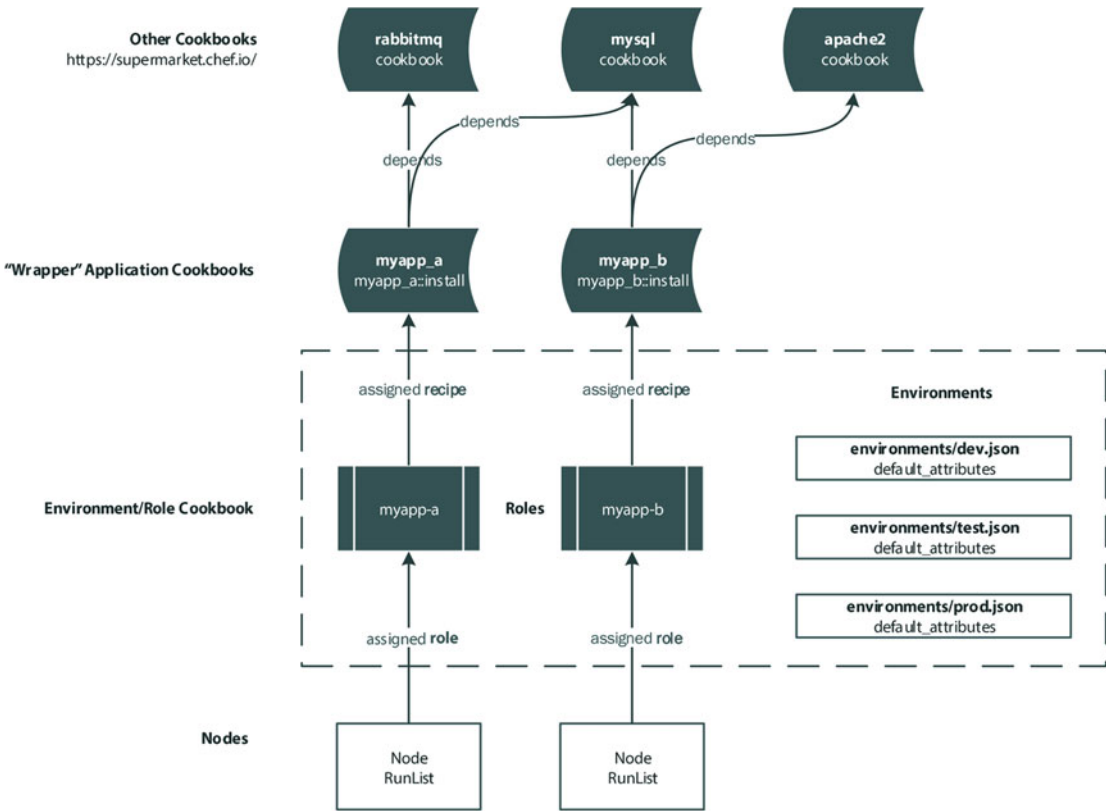 Other Cookbooks
https://supermarket.chef.io/
rabbitmq
cookbook
mysql
cookbook
apache2
cookbook
depends
depends
depends
depends
“Wrapper” Application Cookbooks
myapp_a
myapp_a::install
myapp_b
myapp_b::install
assigned recipe
assigned recipe
Environments
environments/dev.json
default_attributes
Environment/Role Cookbook
myapp-a
Roles
myapp-b
environments/test.json
default_attributes
environments/prod.json
default_attributes
assigned role
assigned role
Nodes
Node
RunList
Node
RunList